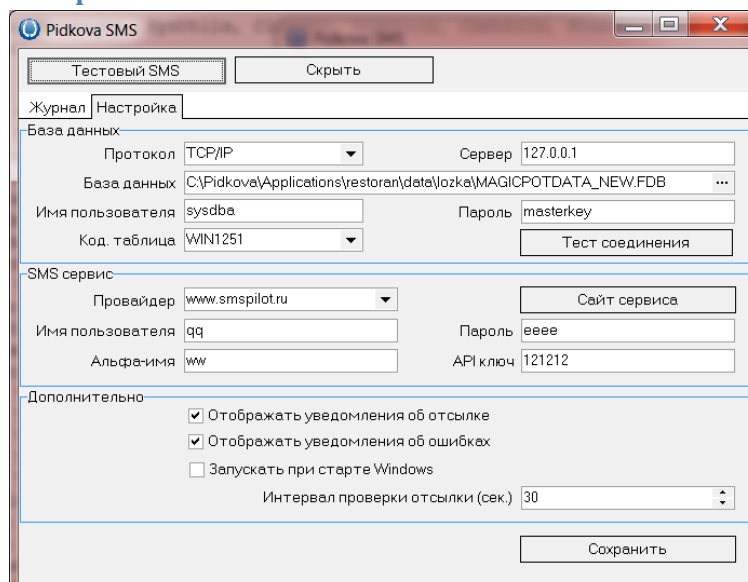 Pidkova SMS
Тестовый SMS Скрыть
Журнал Настройка
База данных
Протокол TCP/IP Сервер 127.0.0.1
База данных C:\Pidkova\Applications\restoran\data\lozka\MAGICPOTDATA_NEW.FDB ...
Имя пользователя sysdba Пароль masterkey
Код. таблица WIN1251 Тест соединения
SMS сервис
Провайдер www.smspilot.ru Сайт сервиса
Имя пользователя qq Пароль eeee
Альфа-имя ww API ключ 121212
Дополнительно
Отображать уведомления об отсылке
Отображать уведомления об ошибках
Запускать при старте Windows
Интервал проверки отсылки (сек.) 30
Сохранить